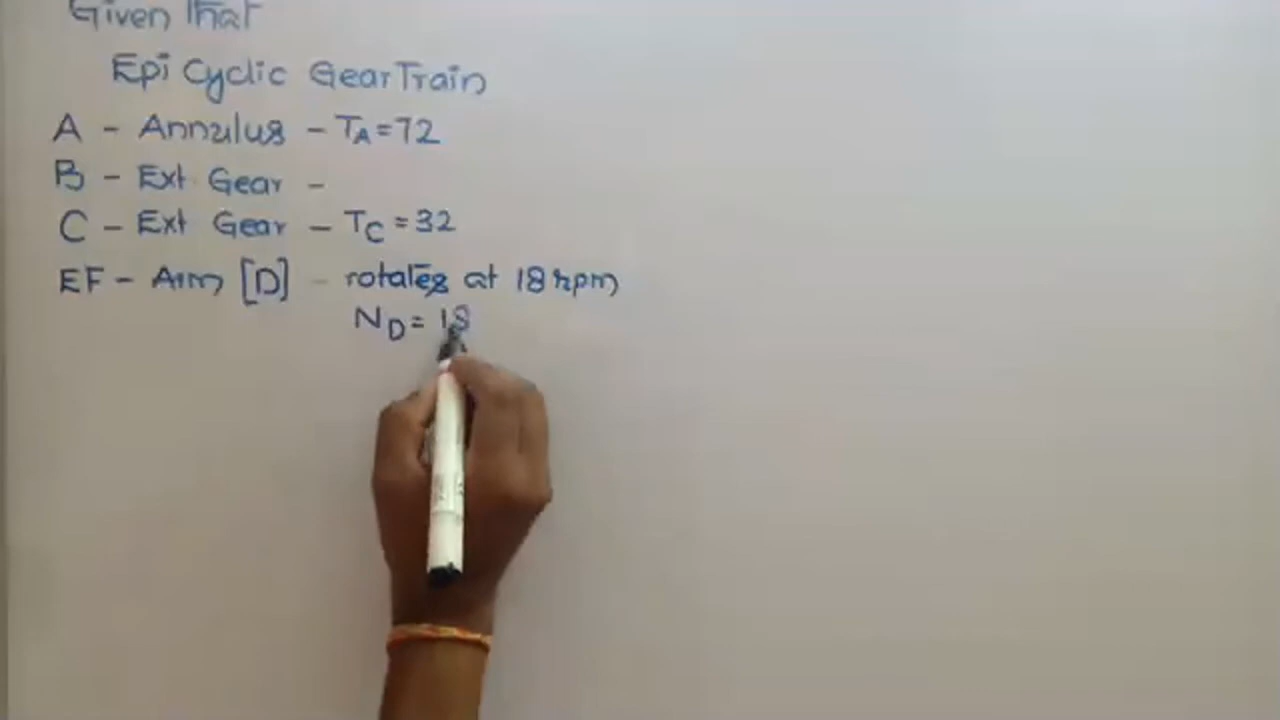 Given That
Epi Cyclic Gear Train
A - Annulus - TA = 72
B - Ext Gear -
C - Ext Gear - TC = 32
EF - Arm [D] - rotates at 18 rpm
ND = 18